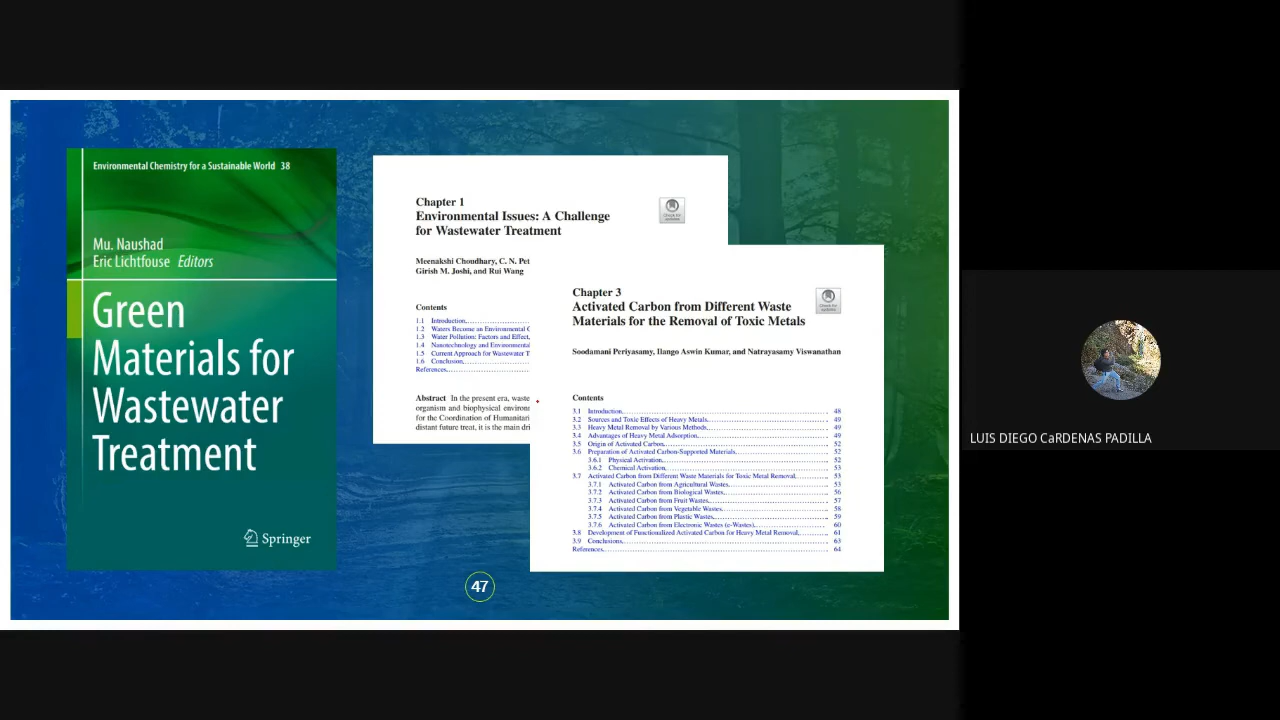 Environmental Chemistry for a Sustainable World 38
Mu. Naushad
Eric Lichtfouse Editors
Green
Materials for
Wastewater
Treatment
Springer
Chapter 1
Environmental Issues: A Challenge
for Wastewater Treatment
Check for
updates
Meenakshi Choudhary, C. N. Pet
Girish M. Joshi, and Rui Wang
Contents
1.1 Introduction
1.2 Waters Become an Environmental C
1.3 Water Pollution: Factors and Effect,
1.4 Nanotechnology and Environmental
1.5 Current Approach for Wastewater T
1.6 Conclusion
References
Abstract In the present era, waste
organism and biophysical environ
for the Coordination of Humanitari
distant future treat, it is the main dri
Chapter 3
Activated Carbon from Different Waste
Materials for the Removal of Toxic Metals
Check for
updates
Soodamani Periyasamy, Ilango Aswin Kumar, and Natrayasamy Viswanathan
Contents
3.1 Introduction 48
3.2 Sources and Toxic Effects of Heavy Metals 49
3.3 Heavy Metal Removal by Various Methods 49
3.4 Advantages of Heavy Metal Adsorption 49
3.5 Origin of Activated Carbon 52
3.6 Preparation of Activated Carbon-Supported Materials 52
3.6.1 Physical Activation 52
3.6.2 Chemical Activation 53
3.7 Activated Carbon from Different Waste Materials for Toxic Metal Removal 53
3.7.1 Activated Carbon from Agricultural Wastes 53
3.7.2 Activated Carbon from Biological Wastes 56
3.7.3 Activated Carbon from Fruit Wastes 57
3.7.4 Activated Carbon from Vegetable Wastes 58
3.7.5 Activated Carbon from Plastic Wastes 59
3.7.6 Activated Carbon from Electronic Wastes (e-Wastes) 60
3.8 Development of Functionalized Activated Carbon for Heavy Metal Removal 61
3.9 Conclusions 63
References 64
47
LUIS DIEGO CaRDENAS PADILLA